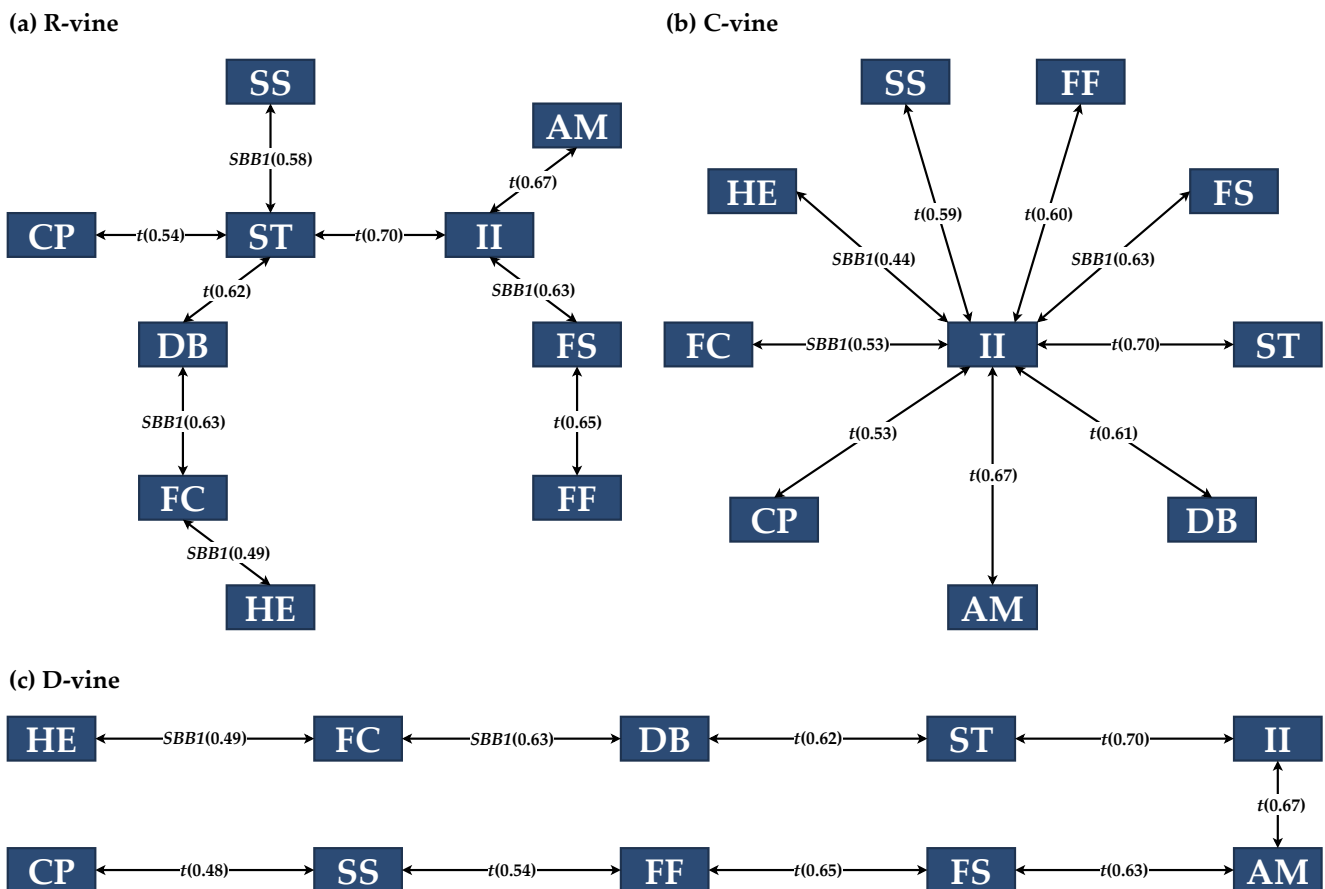 (a) R-vine
SS
AM
SBB1(0.58)
t(0.67)
CP
t(0.54)
ST
t(0.70)
II
t(0.62)
SBB1(0.63)
DB
FS
SBB1(0.63)
t(0.65)
FC
FF
SBB1(0.49)
HE
(b) C-vine
SS
FF
HE
FS
t(0.59)
t(0.60)
SBB1(0.44)
SBB1(0.63)
FC
SBB1(0.53)
II
t(0.70)
ST
t(0.53)
t(0.61)
t(0.67)
CP
DB
AM
(c) D-vine
HE
SBB1(0.49)
FC
SBB1(0.63)
DB
t(0.62)
ST
t(0.70)
II
t(0.67)
CP
t(0.48)
SS
t(0.54)
FF
t(0.65)
FS
t(0.63)
AM